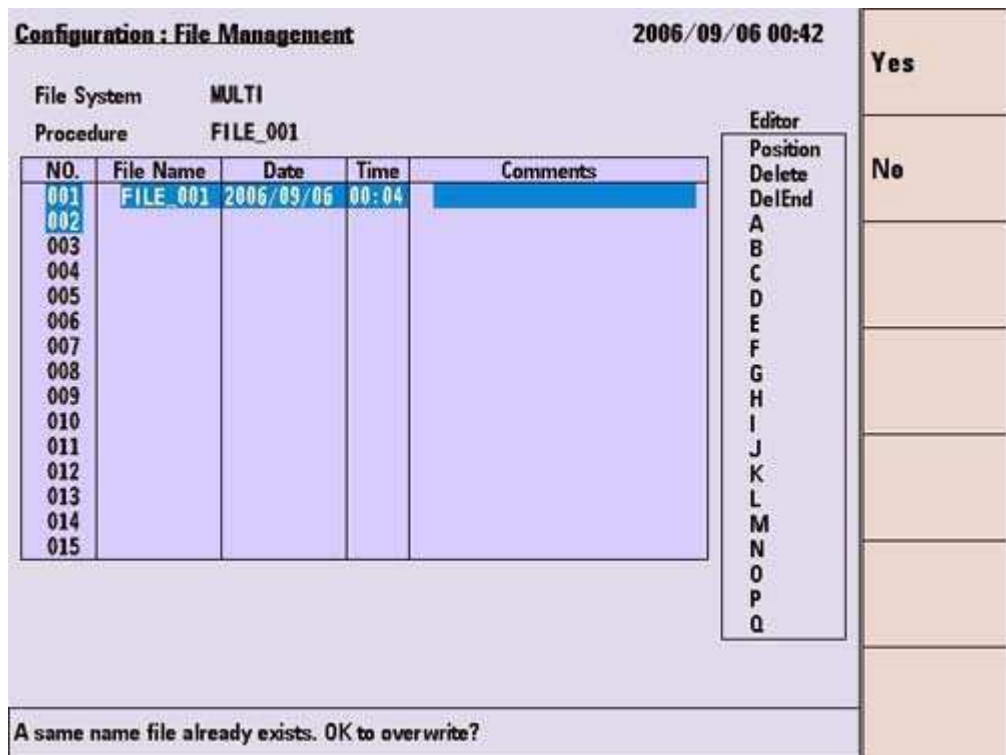 Configuration : File Management 2006/09/06 00:42
File System MULTI
Procedure FILE_001
NO. File Name Date Time Comments
001 FILE_001 2006/09/06 00:04
002
003
004
005
006
007
008
009
010
011
012
013
014
015
Editor
Position
Delete
DelEnd
A
B
C
D
E
F
G
H
I
J
K
L
M
N
O
P
Q
A same name file already exists. OK to overwrite?
Yes
No